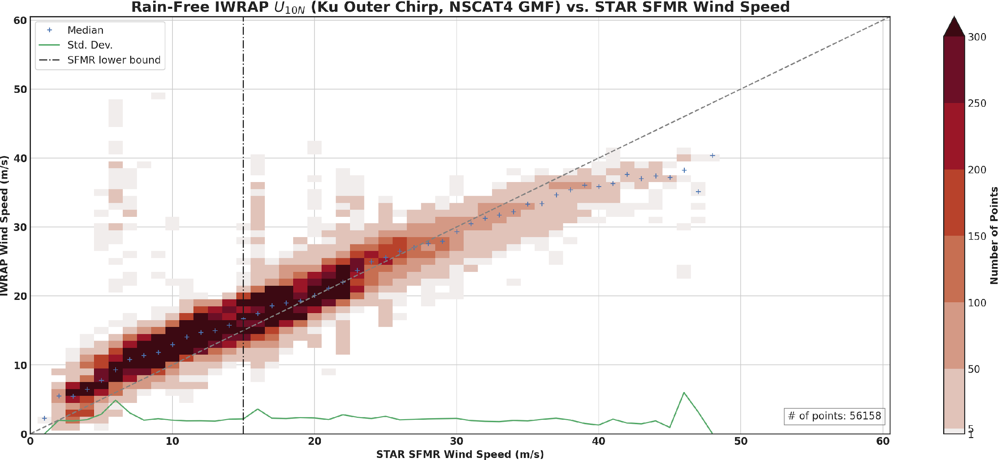 Rain-Free IWRAP U10N (Ku Outer Chirp, NSCAT4 GMF) vs. STAR SFMR Wind Speed
Median
Std. Dev.
SFMR lower bound
IWRAP Wind Speed (m/s)
60
50
40
30
20
10
0
0 10 20 30 40 50 60
STAR SFMR Wind Speed (m/s)
# of points: 56158
300
250
200
150
100
50
5
1
Number of Points